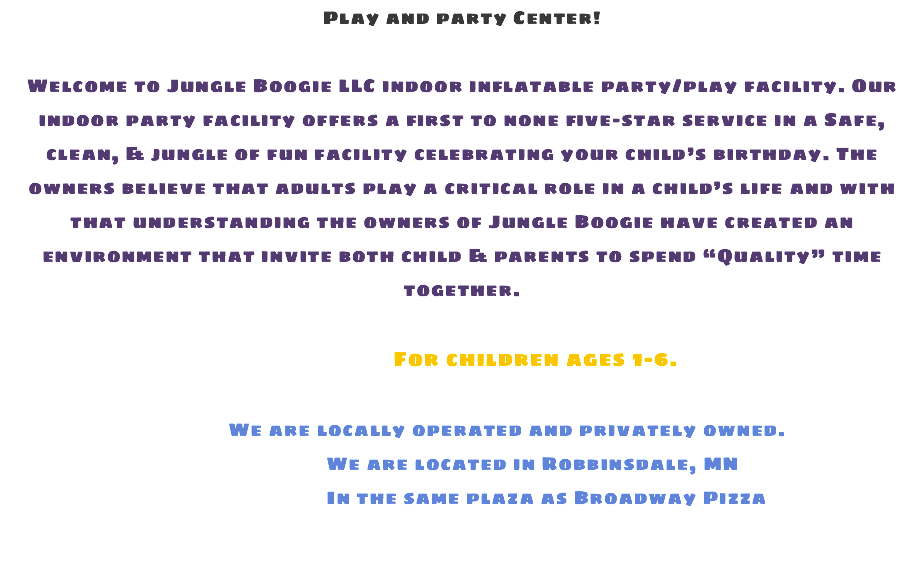 Play and party Center!
Welcome to Jungle Boogie LLC indoor inflatable party/play facility. Our
indoor party facility offers a first to none five-star service in a Safe,
clean, & jungle of fun facility celebrating your child’s birthday. The
owners believe that adults play a critical role in a child’s life and with
that understanding the owners of Jungle Boogie have created an
environment that invite both child & parents to spend “Quality” time
together.
For children ages 1-6.
We are locally operated and privately owned.
We are located in Robbinsdale, MN
In the same plaza as Broadway Pizza